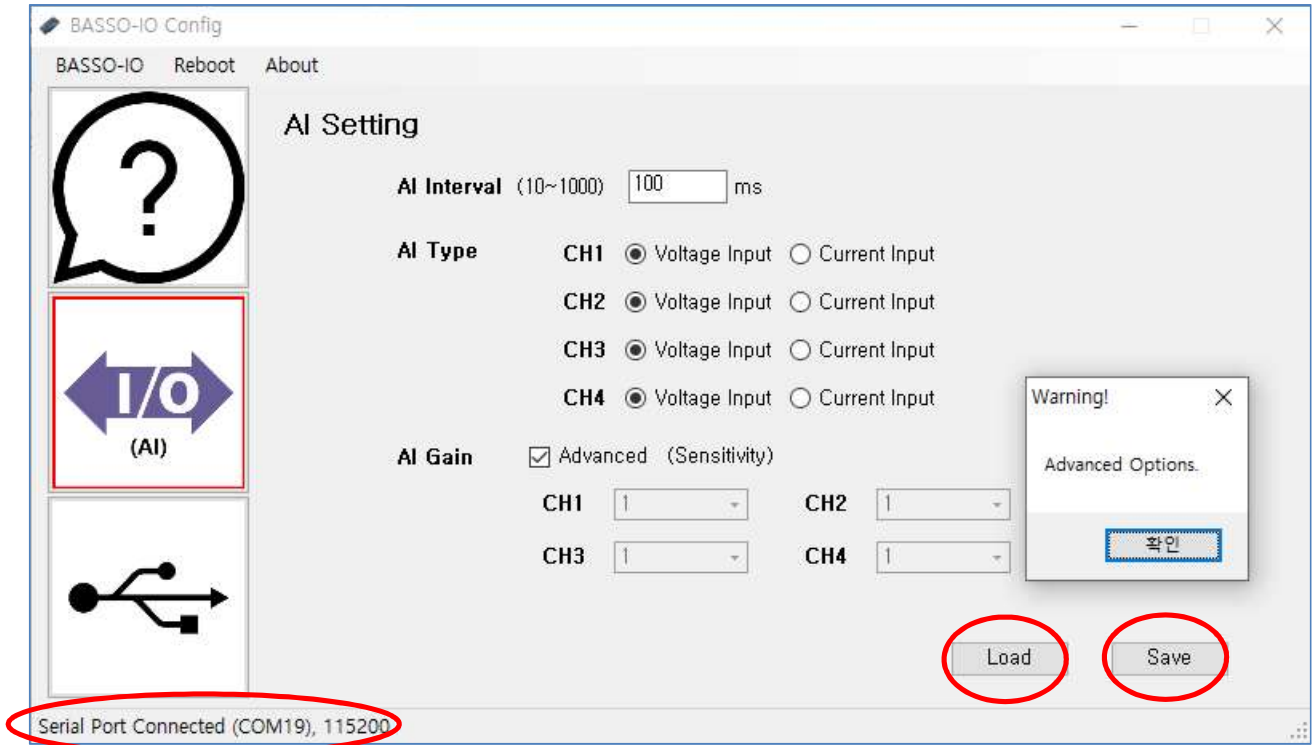 BASSO-IO Config
BASSO-IO Reboot About
?
AI Setting
AI Interval (10~1000) 100 ms
AI Type CH1 Voltage Input Current Input
CH2 Voltage Input Current Input
CH3 Voltage Input Current Input
I/O
CH4 Voltage Input Current Input
(AI)
Warning!
Advanced Options.
확인
AI Gain Advanced (Sensitivity)
CH1 1 CH2 1
CH3 1 CH4 1
Load Save
Serial Port Connected (COM19), 115200